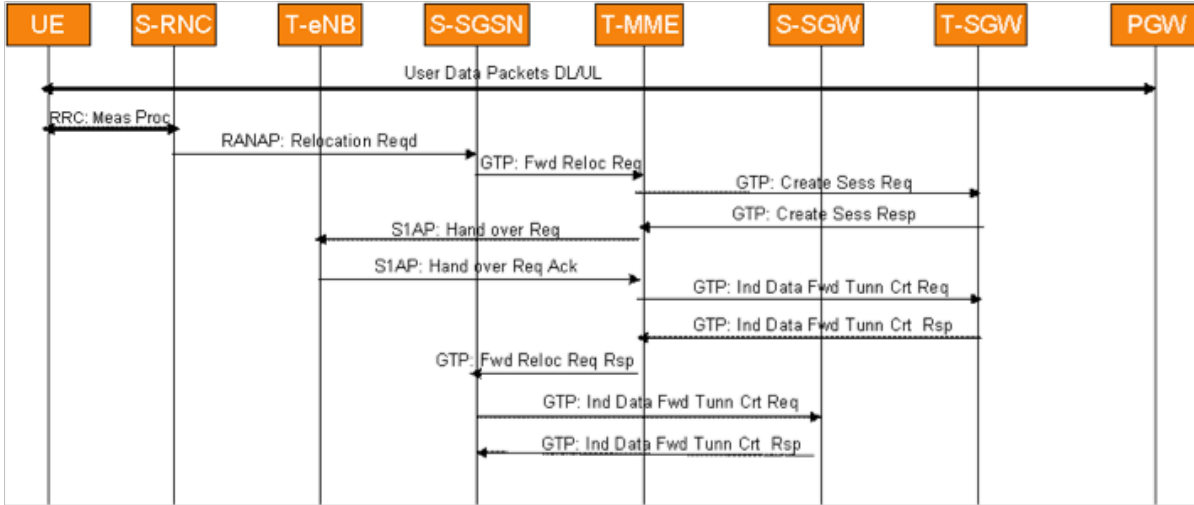 UE S-RNC T-eNB S-SGSN T-MME S-SGW T-SGW PGW
User Data Packets DL/UL
RRC: Meas Proc
RANAP: Relocation Reqd
GTP: Fwd Reloc Req
GTP: Create Sess Req
GTP: Create Sess Resp
S1AP: Hand over Req
S1AP: Hand over Req Ack
GTP: Ind Data Fwd Tunn Crt Req
GTP: Ind Data Fwd Tunn Crt Rsp
GTP: Fwd Reloc Req Rsp
GTP: Ind Data Fwd Tunn Crt Req
GTP: Ind Data Fwd Tunn Crt Rsp